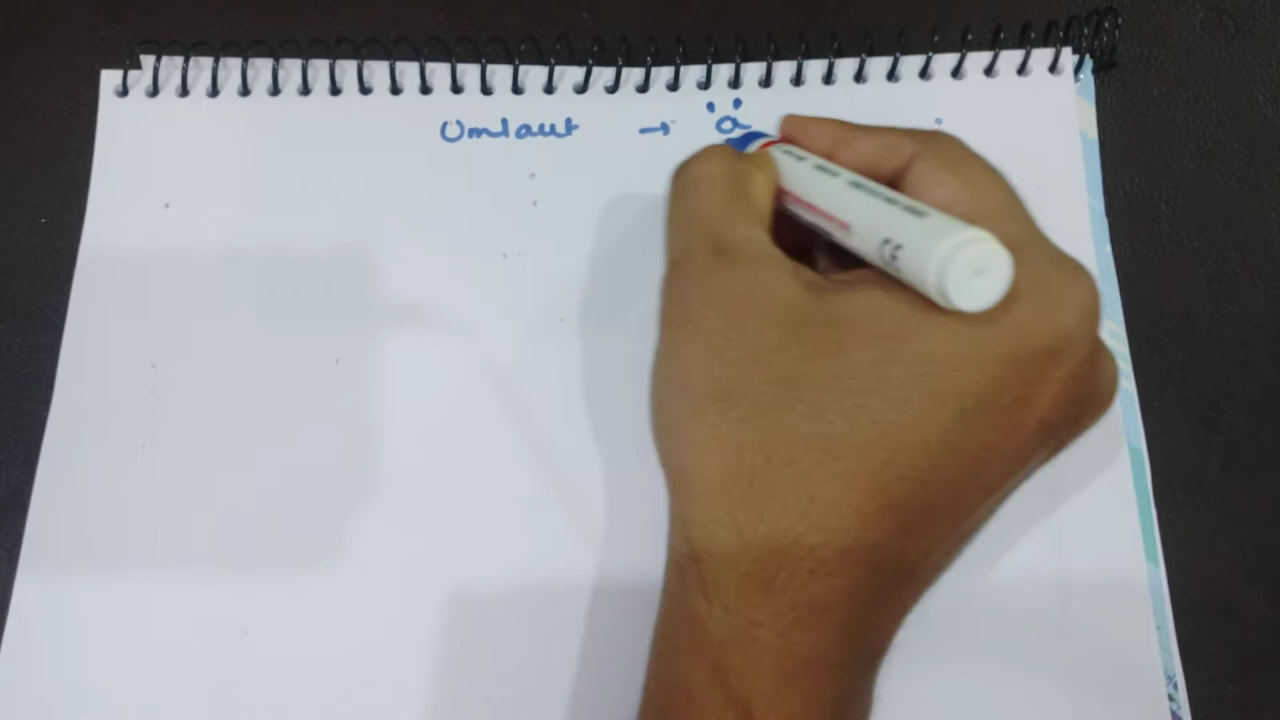 Umlaut → ä